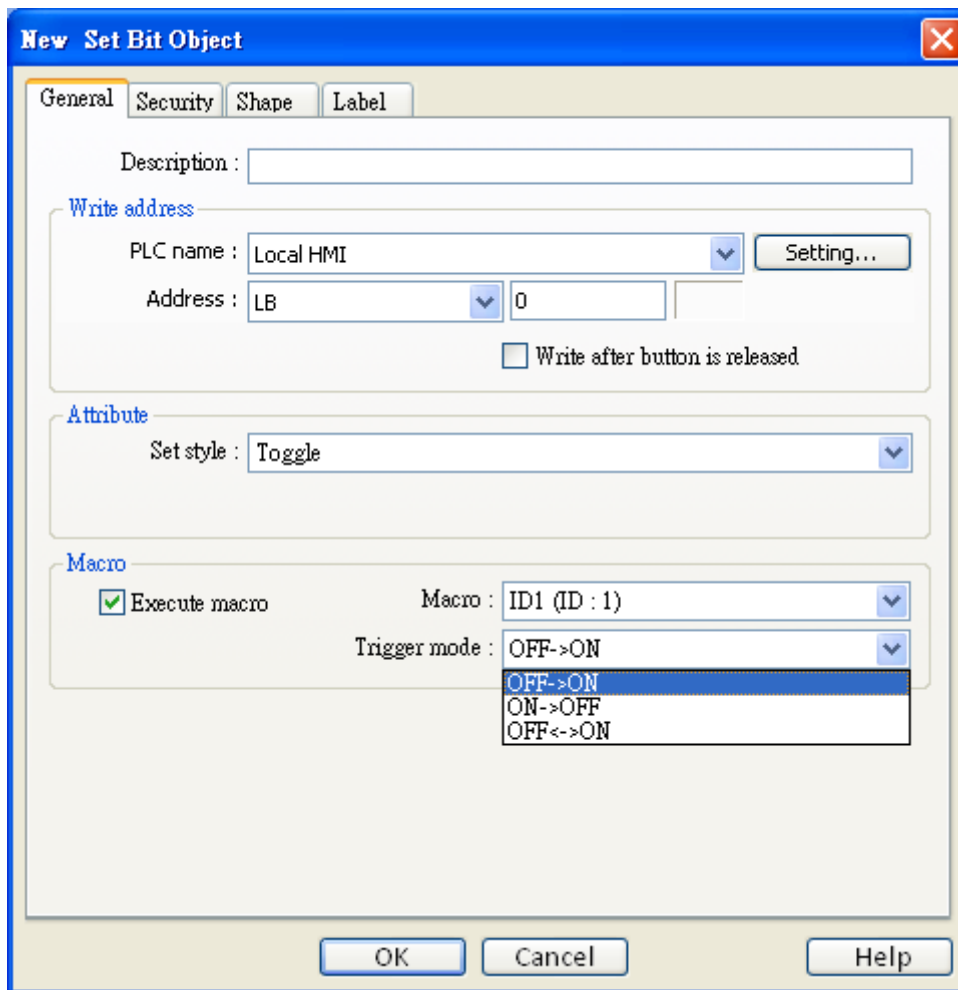 New Set Bit Object
General Security Shape Label
Description :
Write address
PLC name : Local HMI Setting...
Address : LB 0
Write after button is released
Attribute
Set style : Toggle
Macro
Execute macro Macro : ID1 (ID : 1)
Trigger mode : OFF->ON
OFF->ON
ON->OFF
OFF<->ON
OK Cancel Help